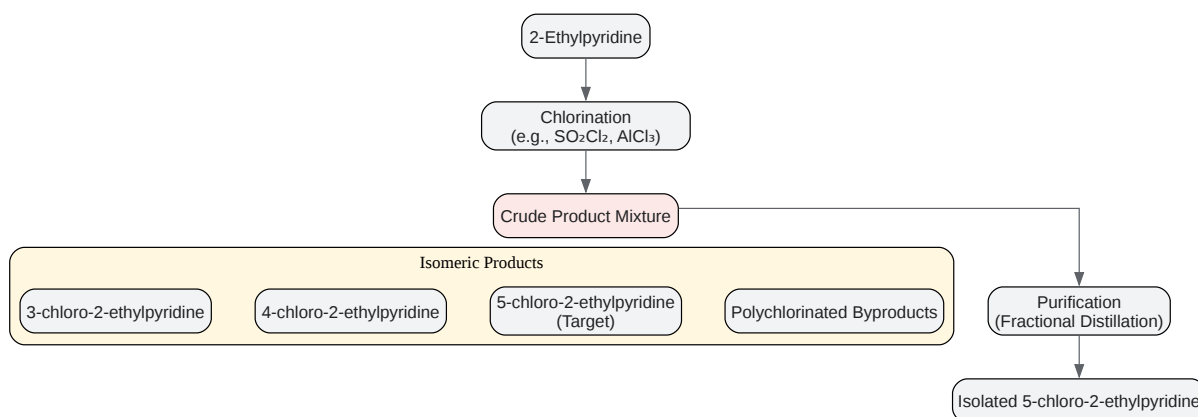 2-Ethylpyridine
Chlorination
(e.g., SO₂Cl₂, AlCl₃)
Crude Product Mixture
Isomeric Products
3-chloro-2-ethylpyridine
4-chloro-2-ethylpyridine
5-chloro-2-ethylpyridine
(Target)
Polychlorinated Byproducts
Purification
(Fractional Distillation)
Isolated 5-chloro-2-ethylpyridine